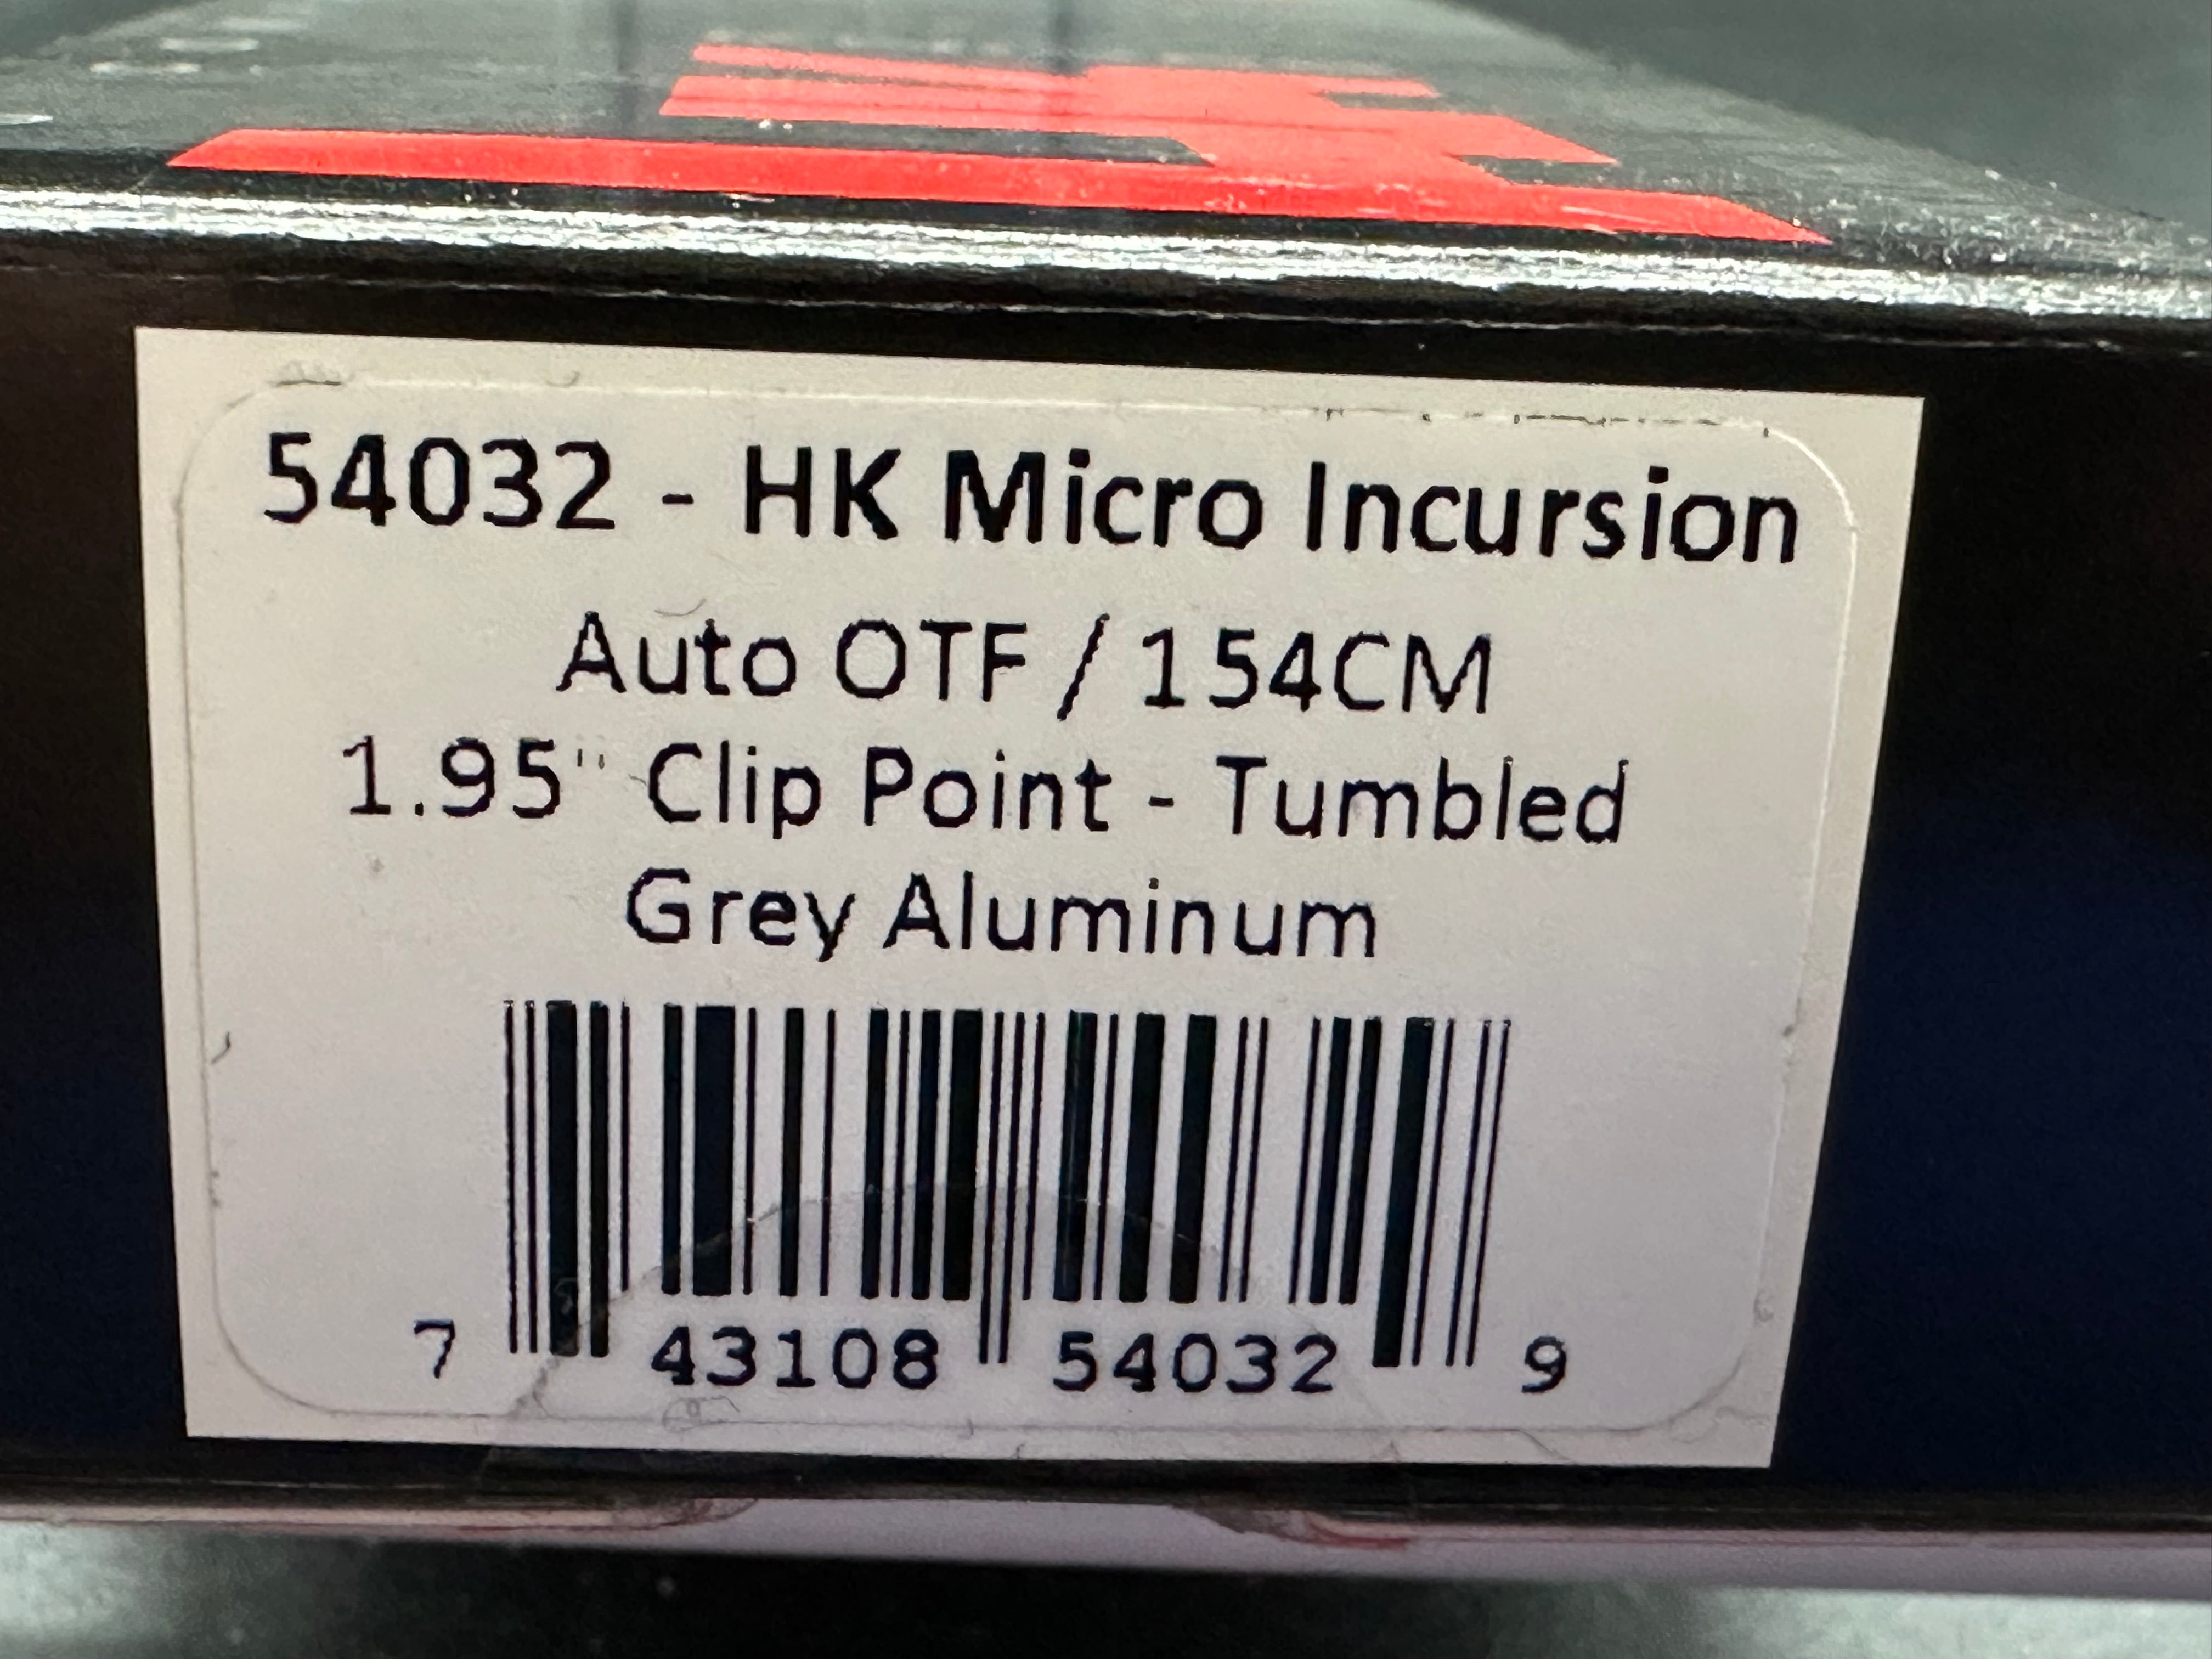 54032 - HK Micro Incursion
Auto OTF / 154CM
1.95" Clip Point - Tumbled
Grey Aluminum
7 43108 54032 9